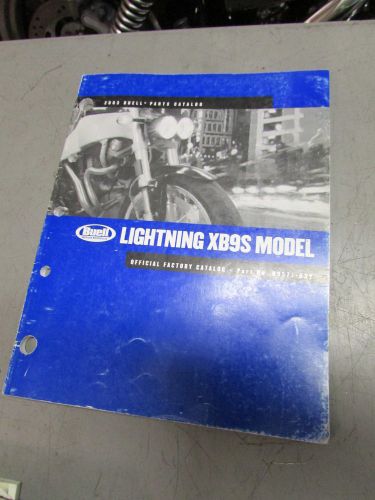 2003 BUELL® PARTS CATALOG
Buell
LIGHTNING XB9S MODEL
OFFICIAL FACTORY CATALOG - Part No.